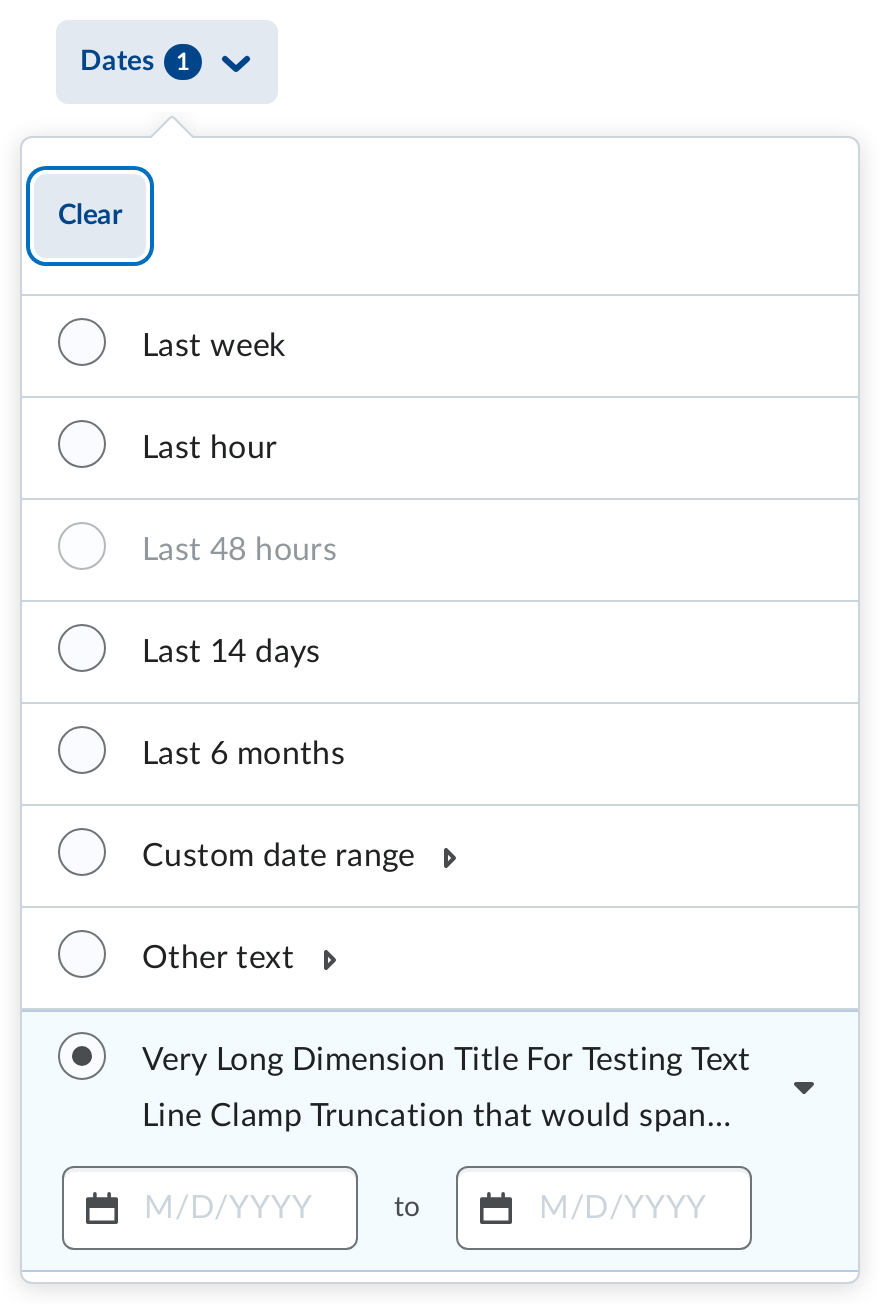 Dates 1
Clear
Last week
Last hour
Last 48 hours
Last 14 days
Last 6 months
Custom date range
Other text
Very Long Dimension Title For Testing Text
Line Clamp Truncation that would span...
M/D/YYYY to M/D/YYYY